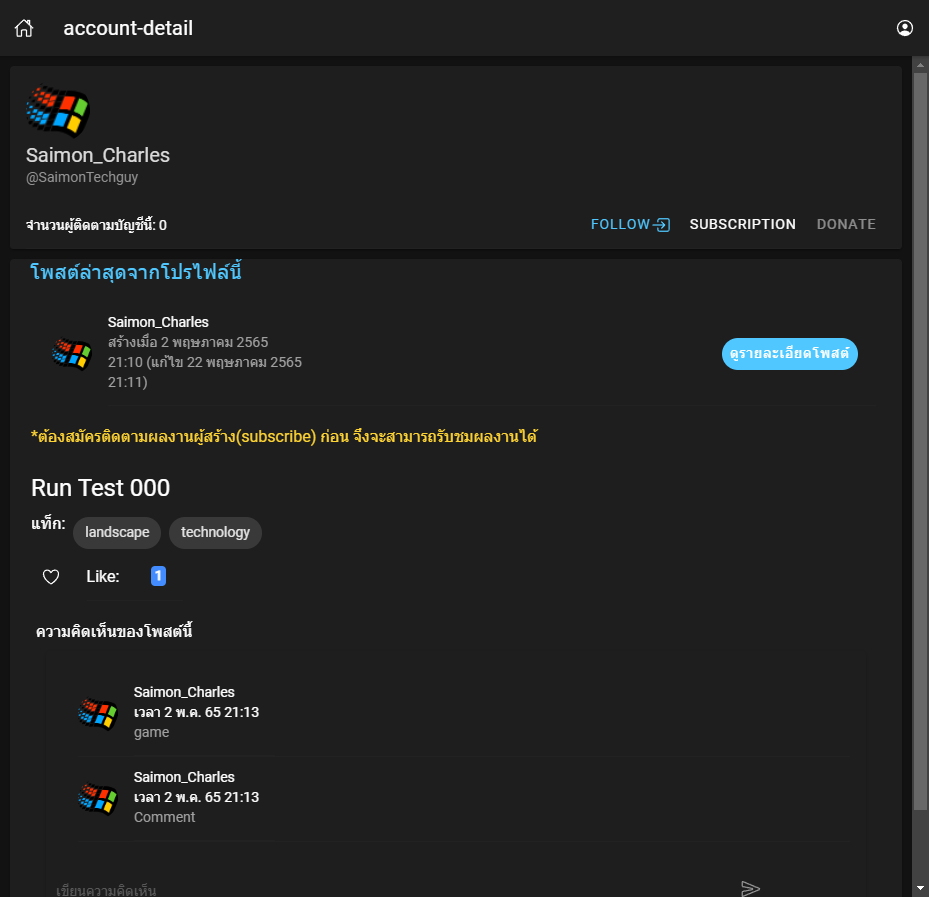 account-detail
Saimon_Charles
@SaimonTechguy
จำนวนผู้ติดตามบัญชีนี้: 0
FOLLOW
SUBSCRIPTION
DONATE
โพสต์ล่าสุดจากโปรไฟล์นี้
Saimon_Charles
สร้างเมื่อ 2 พฤษภาคม 2565
21:10 (แก้ไข 22 พฤษภาคม 2565
21:11)
ดูรายละเอียดโพสต์
*ต้องสมัครติดตามผลงานผู้สร้าง(subscribe) ก่อน จึงจะสามารถรับชมผลงานได้
Run Test 000
แท็ก:
landscape
technology
Like:
1
ความคิดเห็นของโพสต์นี้
Saimon_Charles
เวลา 2 พ.ค. 65 21:13
game
Saimon_Charles
เวลา 2 พ.ค. 65 21:13
Comment
เขียนความคิดเห็น